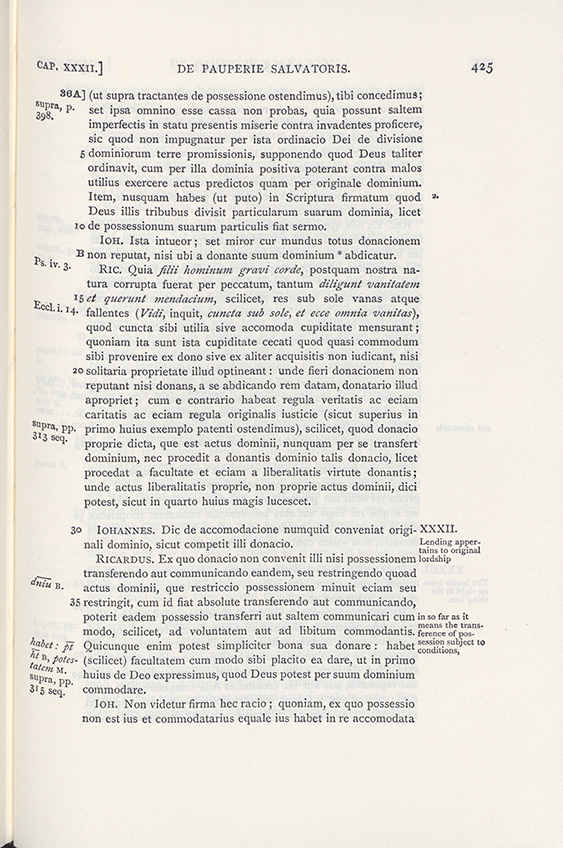 CAP. XXXII.] DE PAUPERIE SALVATORIS. 425
36A] (ut supra tractantes de possessione ostendimus), tibi concedimus;
supra, p. set ipsa omnino esse cassa non probas, quia possunt saltem
398. imperfectis in statu presentis miserie contra invadentes proficere,
sic quod non impugnatur per ista ordinacio Dei de divisione
5 dominiorum terre promissionis, supponendo quod Deus taliter
ordinavit, cum per illa dominia positiva poterant contra malos
utilius exercere actus predictos quam per originale dominium.
Item, nusquam habes (ut puto) in Scriptura firmatum quod 2.
Deus illis tribubus divisit particularum suarum dominia, licet
10 de possessionum suarum particulis fiat sermo.
IOH. Ista intueor; set miror cur mundus totus donacionem
B non reputat, nisi ubi a donante suum dominium * abdicatur.
Ps. iv. 3. RIC. Quia filii hominum gravi corde, postquam nostra na-
tura corrupta fuerat per peccatum, tantum diligunt vanitatem
15 et querunt mendacium, scilicet, res sub sole vanas atque
Eccl. i. 14. fallentes (Vidi, inquit, cuncta sub sole, et ecce omnia vanitas),
quod cuncta sibi utilia sive accomoda cupiditate mensurant;
quoniam ita sunt ista cupiditate cecati quod quasi commodum
sibi provenire ex dono sive ex aliter acquisitis non iudicant, nisi
20 solitaria proprietate illud optineant: unde fieri donacionem non
reputant nisi donans, a se abdicando rem datam, donatario illud
apropriet; cum e contrario habeat regula veritatis ac eciam
caritatis ac eciam regula originalis iusticie (sicut superius in
supra, pp. primo huius exemplo patenti ostendimus), scilicet, quod donacio
313 seq. proprie dicta, que est actus dominii, nunquam per se transfert
dominium, nec procedit a donantis dominio talis donacio, licet
procedat a facultate et eciam a liberalitatis virtute donantis;
unde actus liberalitatis proprie, non proprie actus dominii, dici
potest, sicut in quarto huius magis lucescet.
30 IOHANNES. Dic de accomodacione numquid conveniat origi- XXXII.
nali dominio, sicut competit illi donacio. Lending apper-
tains to original
RICARDUS. Ex quo donacio non convenit illi nisi possessionem lordship
transferendo aut communicando eandem, seu restringendo quoad
dniu B. actus dominii, que restriccio possessionem minuit eciam seu
35 restringit, cum id fiat absolute transferendo aut communicando,
poterit eadem possessio transferri aut saltem communicari cum in so far as it
means the trans-
modo, scilicet, ad voluntatem aut ad libitum commodantis. ference of pos-
habet: pt Quicunque enim potest simpliciter bona sua donare: habet session subject to
conditions,
ht B, potes- (scilicet) facultatem cum modo sibi placito ea dare, ut in primo
tatem M.
supra, pp. huius de Deo expressimus, quod Deus potest per suum dominium
315 seq. commodare.
IOH. Non videtur firma hec racio; quoniam, ex quo possessio
non est ius et commodatarius equale ius habet in re accomodata